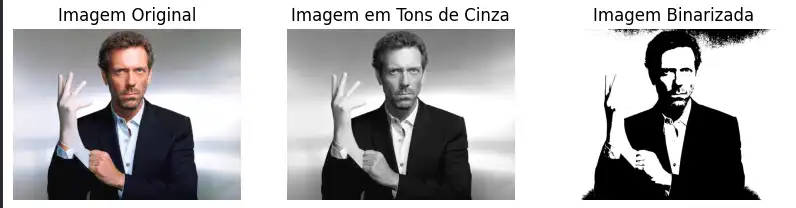 Imagem Original
Imagem em Tons de Cinza
Imagem Binarizada